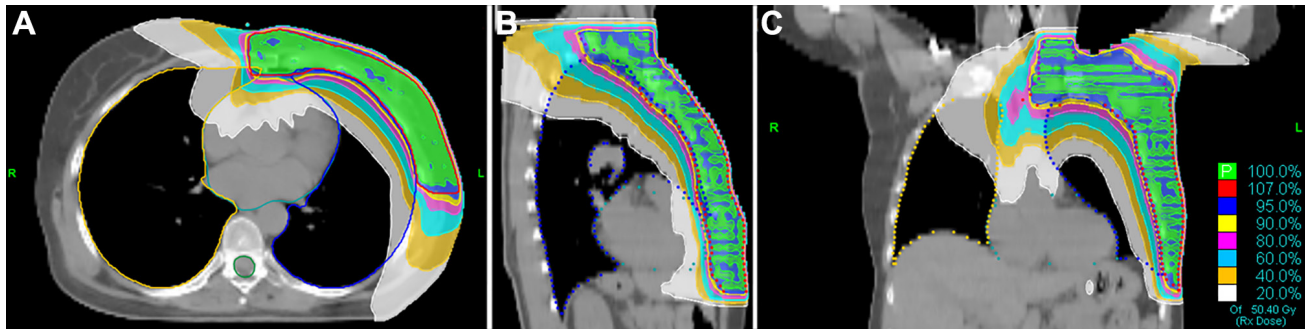 A
B
C
R
L
R
L
P 100.0%
107.0%
95.0%
90.0%
80.0%
60.0%
40.0%
20.0%
Of 50.40 Gy
(Rx Dose)